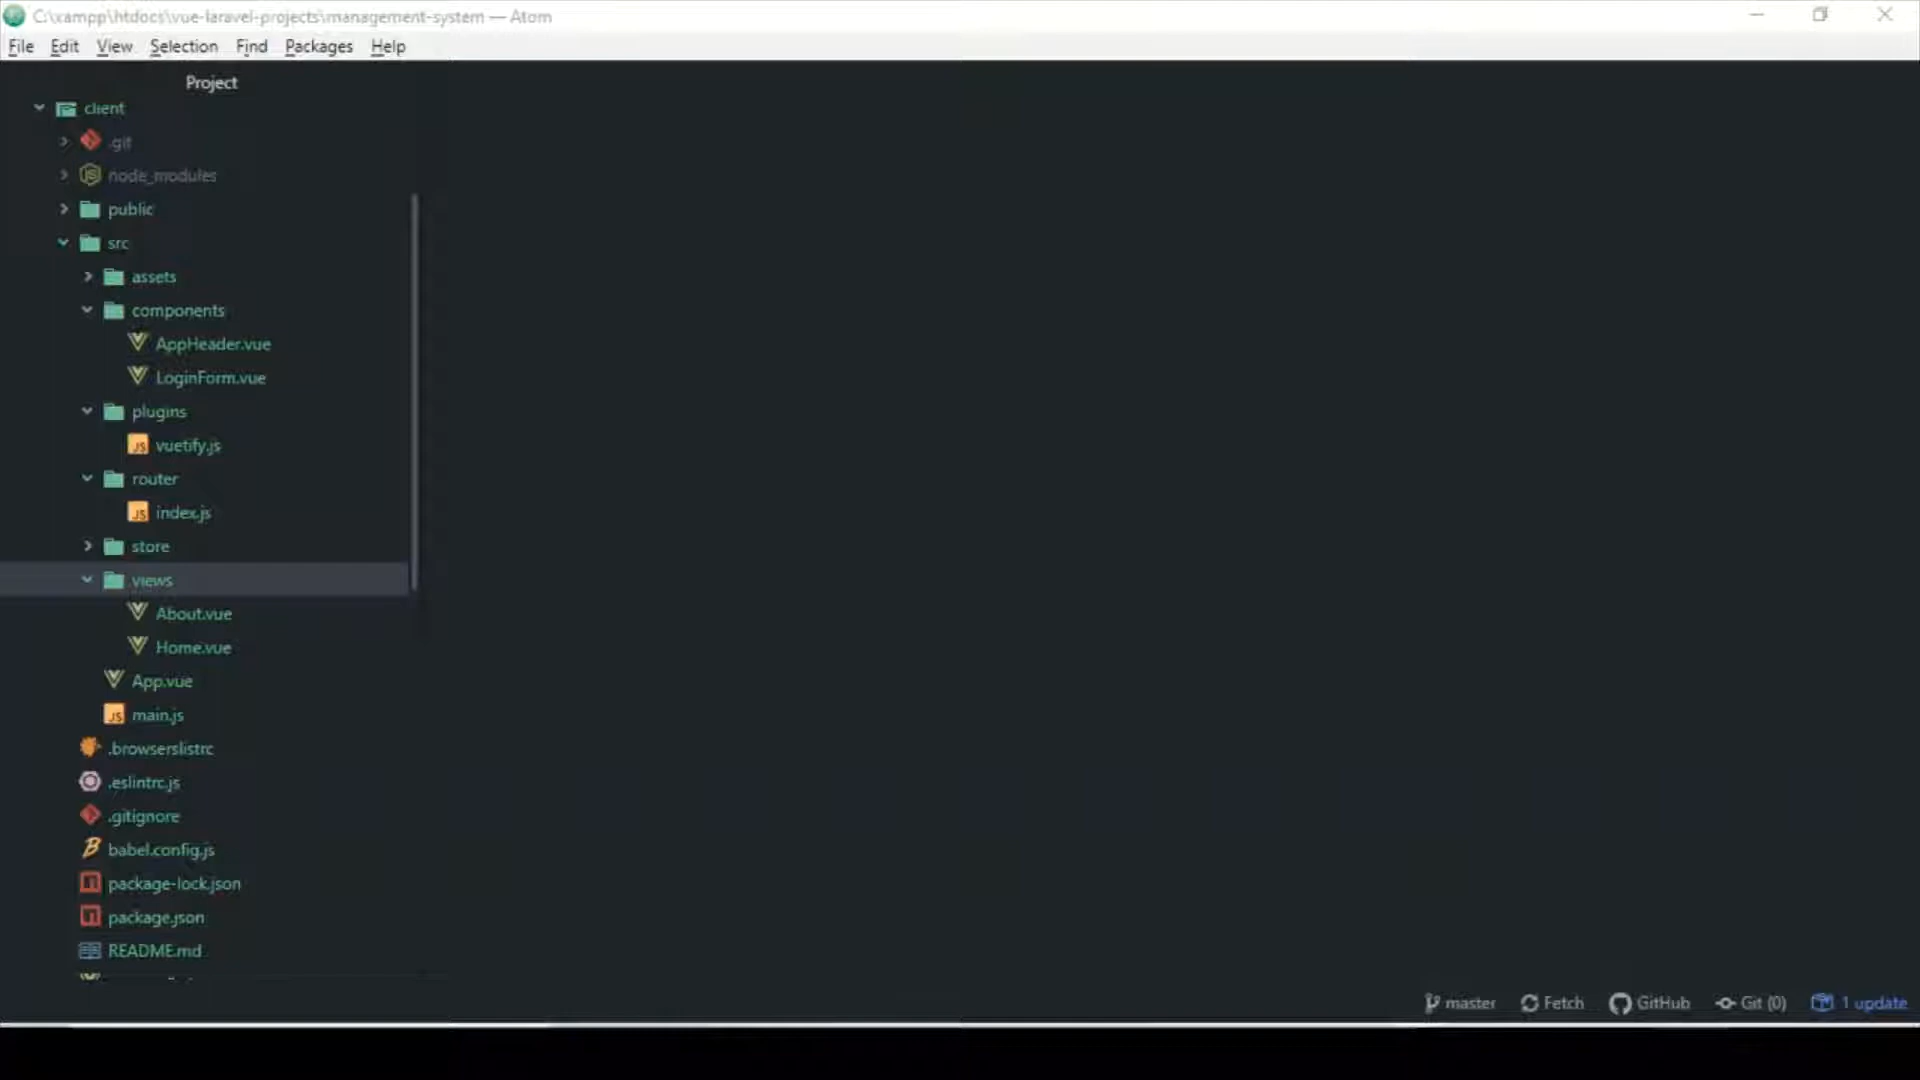 C:\xampp\htdocs\vue-laravel-projects\management-system — Atom
File Edit View Selection Find Packages Help
Project
client
.git
node_modules
public
src
assets
components
AppHeader.vue
LoginForm.vue
plugins
vuetify.js
router
index.js
store
views
About.vue
Home.vue
App.vue
main.js
.browserslistrc
.eslintrc.js
.gitignore
babel.config.js
package-lock.json
package.json
README.md
master Fetch GitHub Git (0) 1 update